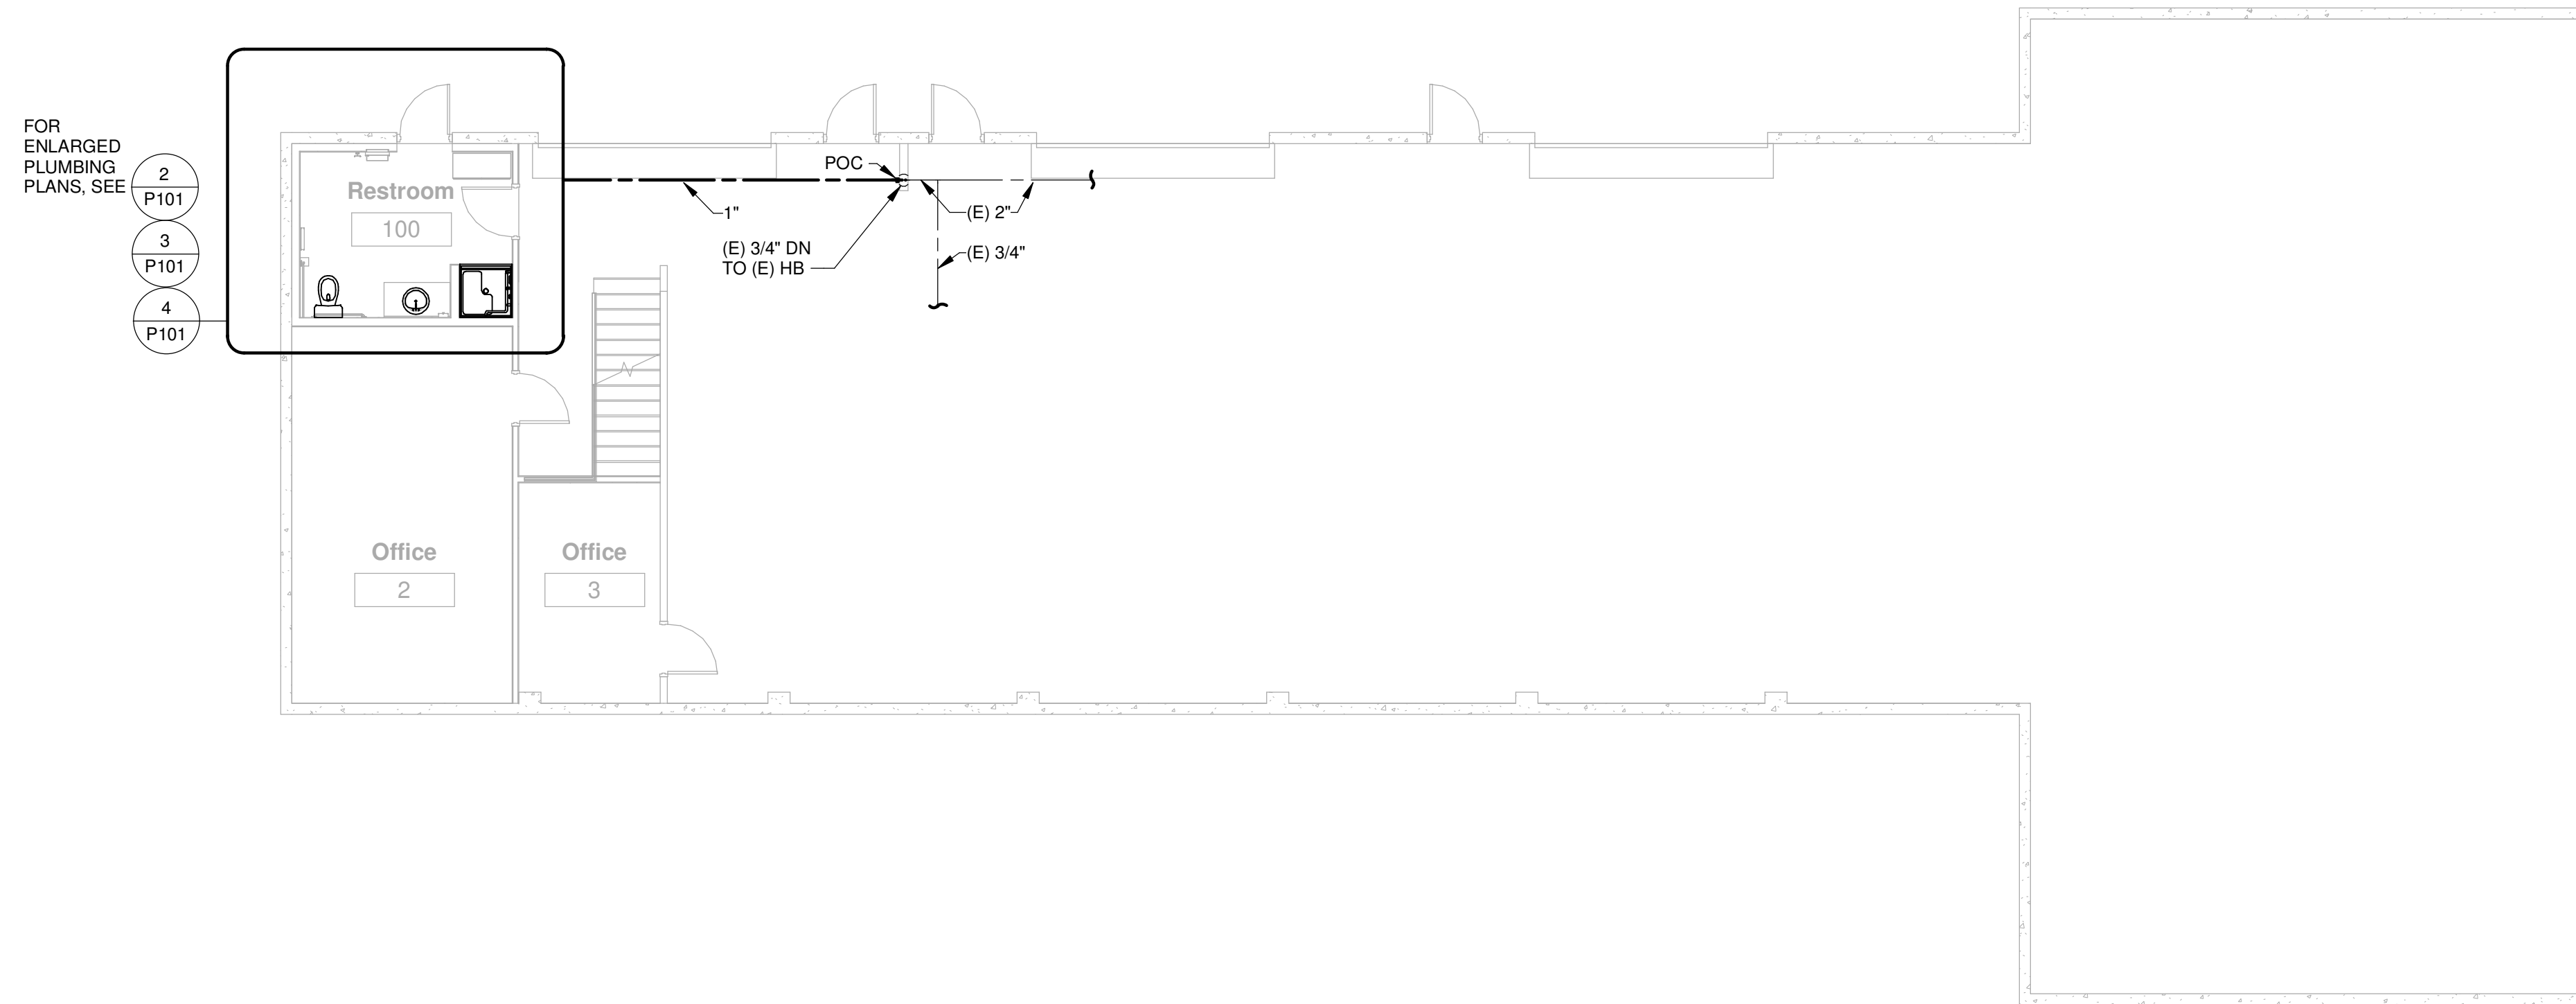 FOR
ENLARGED
PLUMBING
PLANS, SEE
2
P101
3
P101
4
P101
Restroom
100
POC
1"
(E) 2"
(E) 3/4" DN
TO (E) HB
(E) 3/4"
Office
2
Office
3